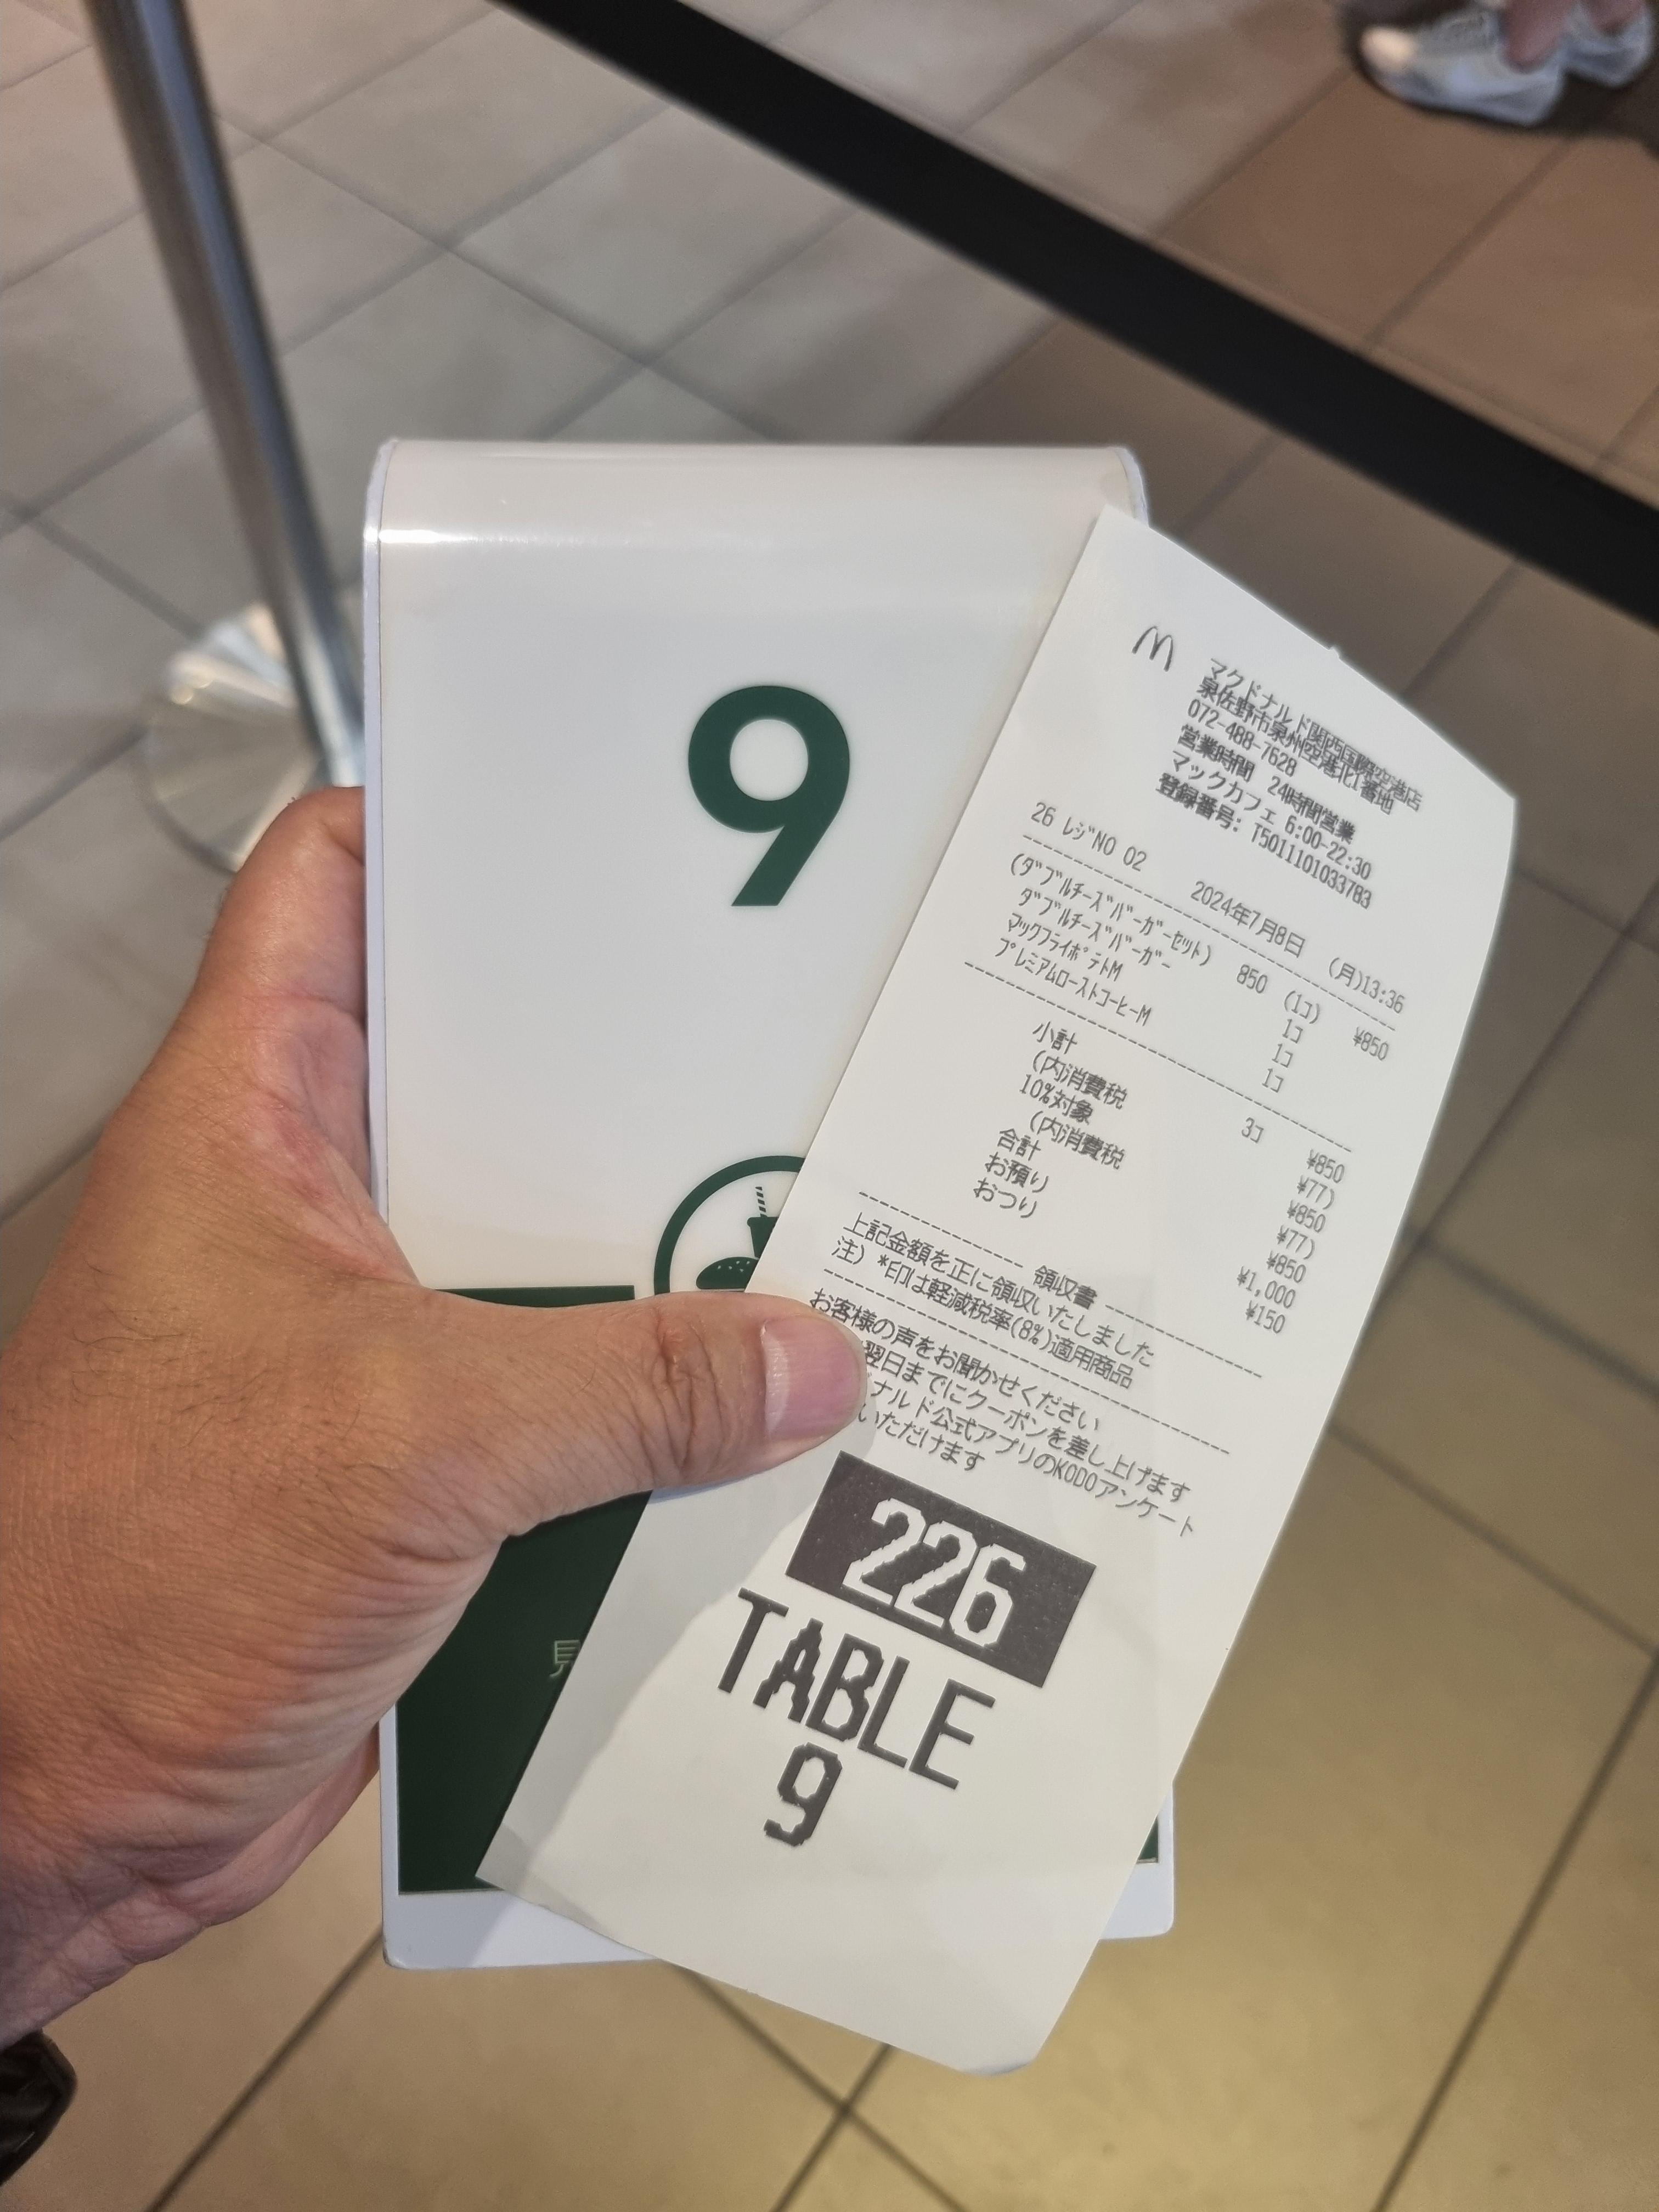 9
見
マクドナルド関西国際空港店
泉佐野市泉州空港北1番地
072-488-7628
営業時間 24時間営業
マックカフェ 6:00-22:30
登録番号: T5011101033783
26 レジNO 02 2024年7月8日 (月)13:36
(ダブルチーズバーガーセット) 850 (1コ) ¥850
ダブルチーズバーガー 1コ
マックフライポテトM 1コ
プレミアムローストコーヒーM 1コ
小計 3コ ¥850
(内消費税 ¥77)
10%対象 ¥850
(内消費税 ¥77)
合計 ¥850
お預り ¥1,000
おつり ¥150
領収書
上記金額を正に領収いたしました
注) *印は軽減税率(8%)適用商品
お客様の声をお聞かせください
翌日までにクーポンを差し上げます
ナルド公式アプリのKODOアンケート
いただけます
226
TABLE
9